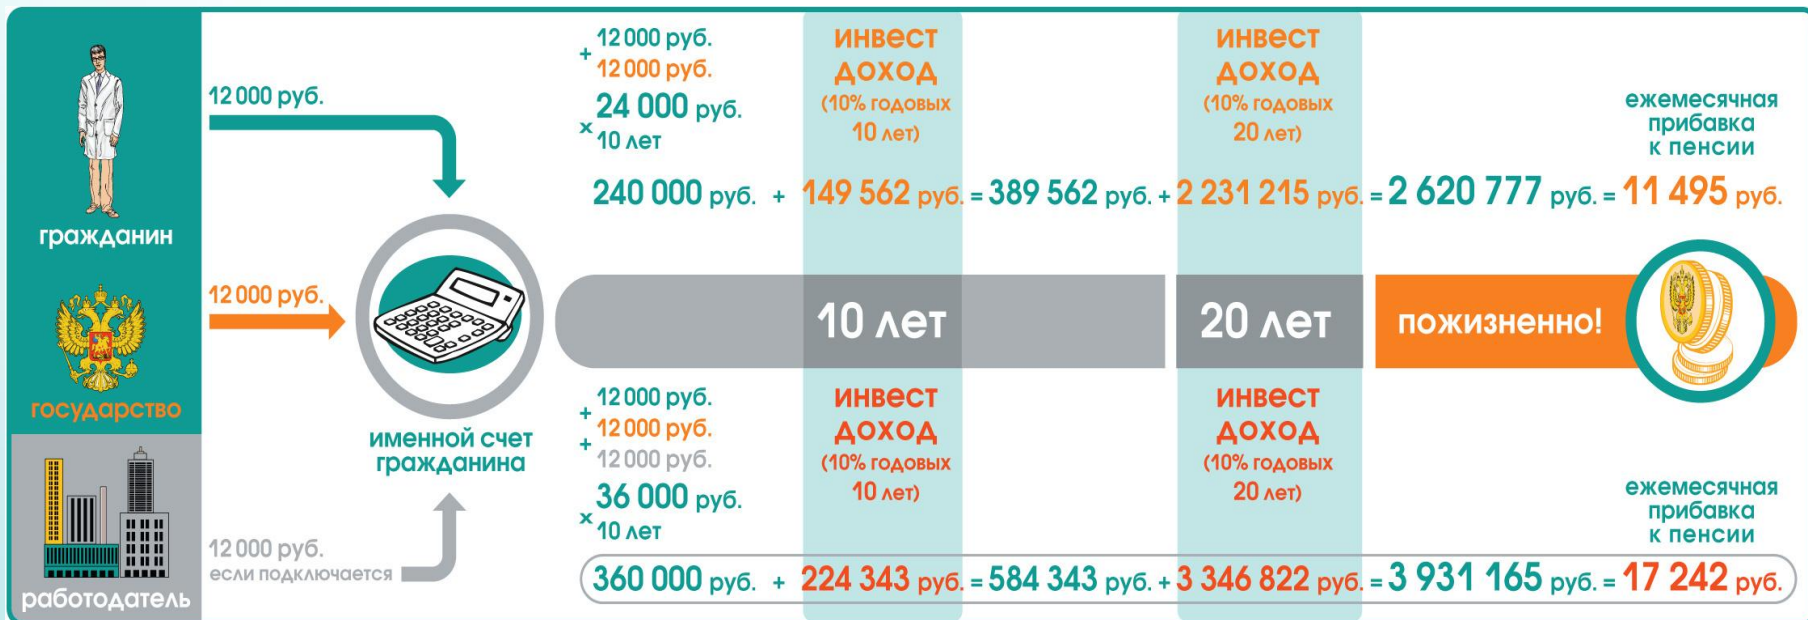 гражданин
государство
работодатель
12 000 руб.
12 000 руб.
12 000 руб.
если подключается
именной счет
гражданина
+ 12 000 руб.
12 000 руб.
24 000 руб.
× 10 лет
инвест
доход
(10% годовых
10 лет)
инвест
доход
(10% годовых
20 лет)
ежемесячная
прибавка
к пенсии
240 000 руб. + 149 562 руб. = 389 562 руб. + 2 231 215 руб. = 2 620 777 руб. = 11 495 руб.
10 лет
20 лет
пожизненно!
+ 12 000 руб.
+ 12 000 руб.
12 000 руб.
36 000 руб.
× 10 лет
инвест
доход
(10% годовых
10 лет)
инвест
доход
(10% годовых
20 лет)
ежемесячная
прибавка
к пенсии
360 000 руб. + 224 343 руб. = 584 343 руб. + 3 346 822 руб. = 3 931 165 руб. = 17 242 руб.